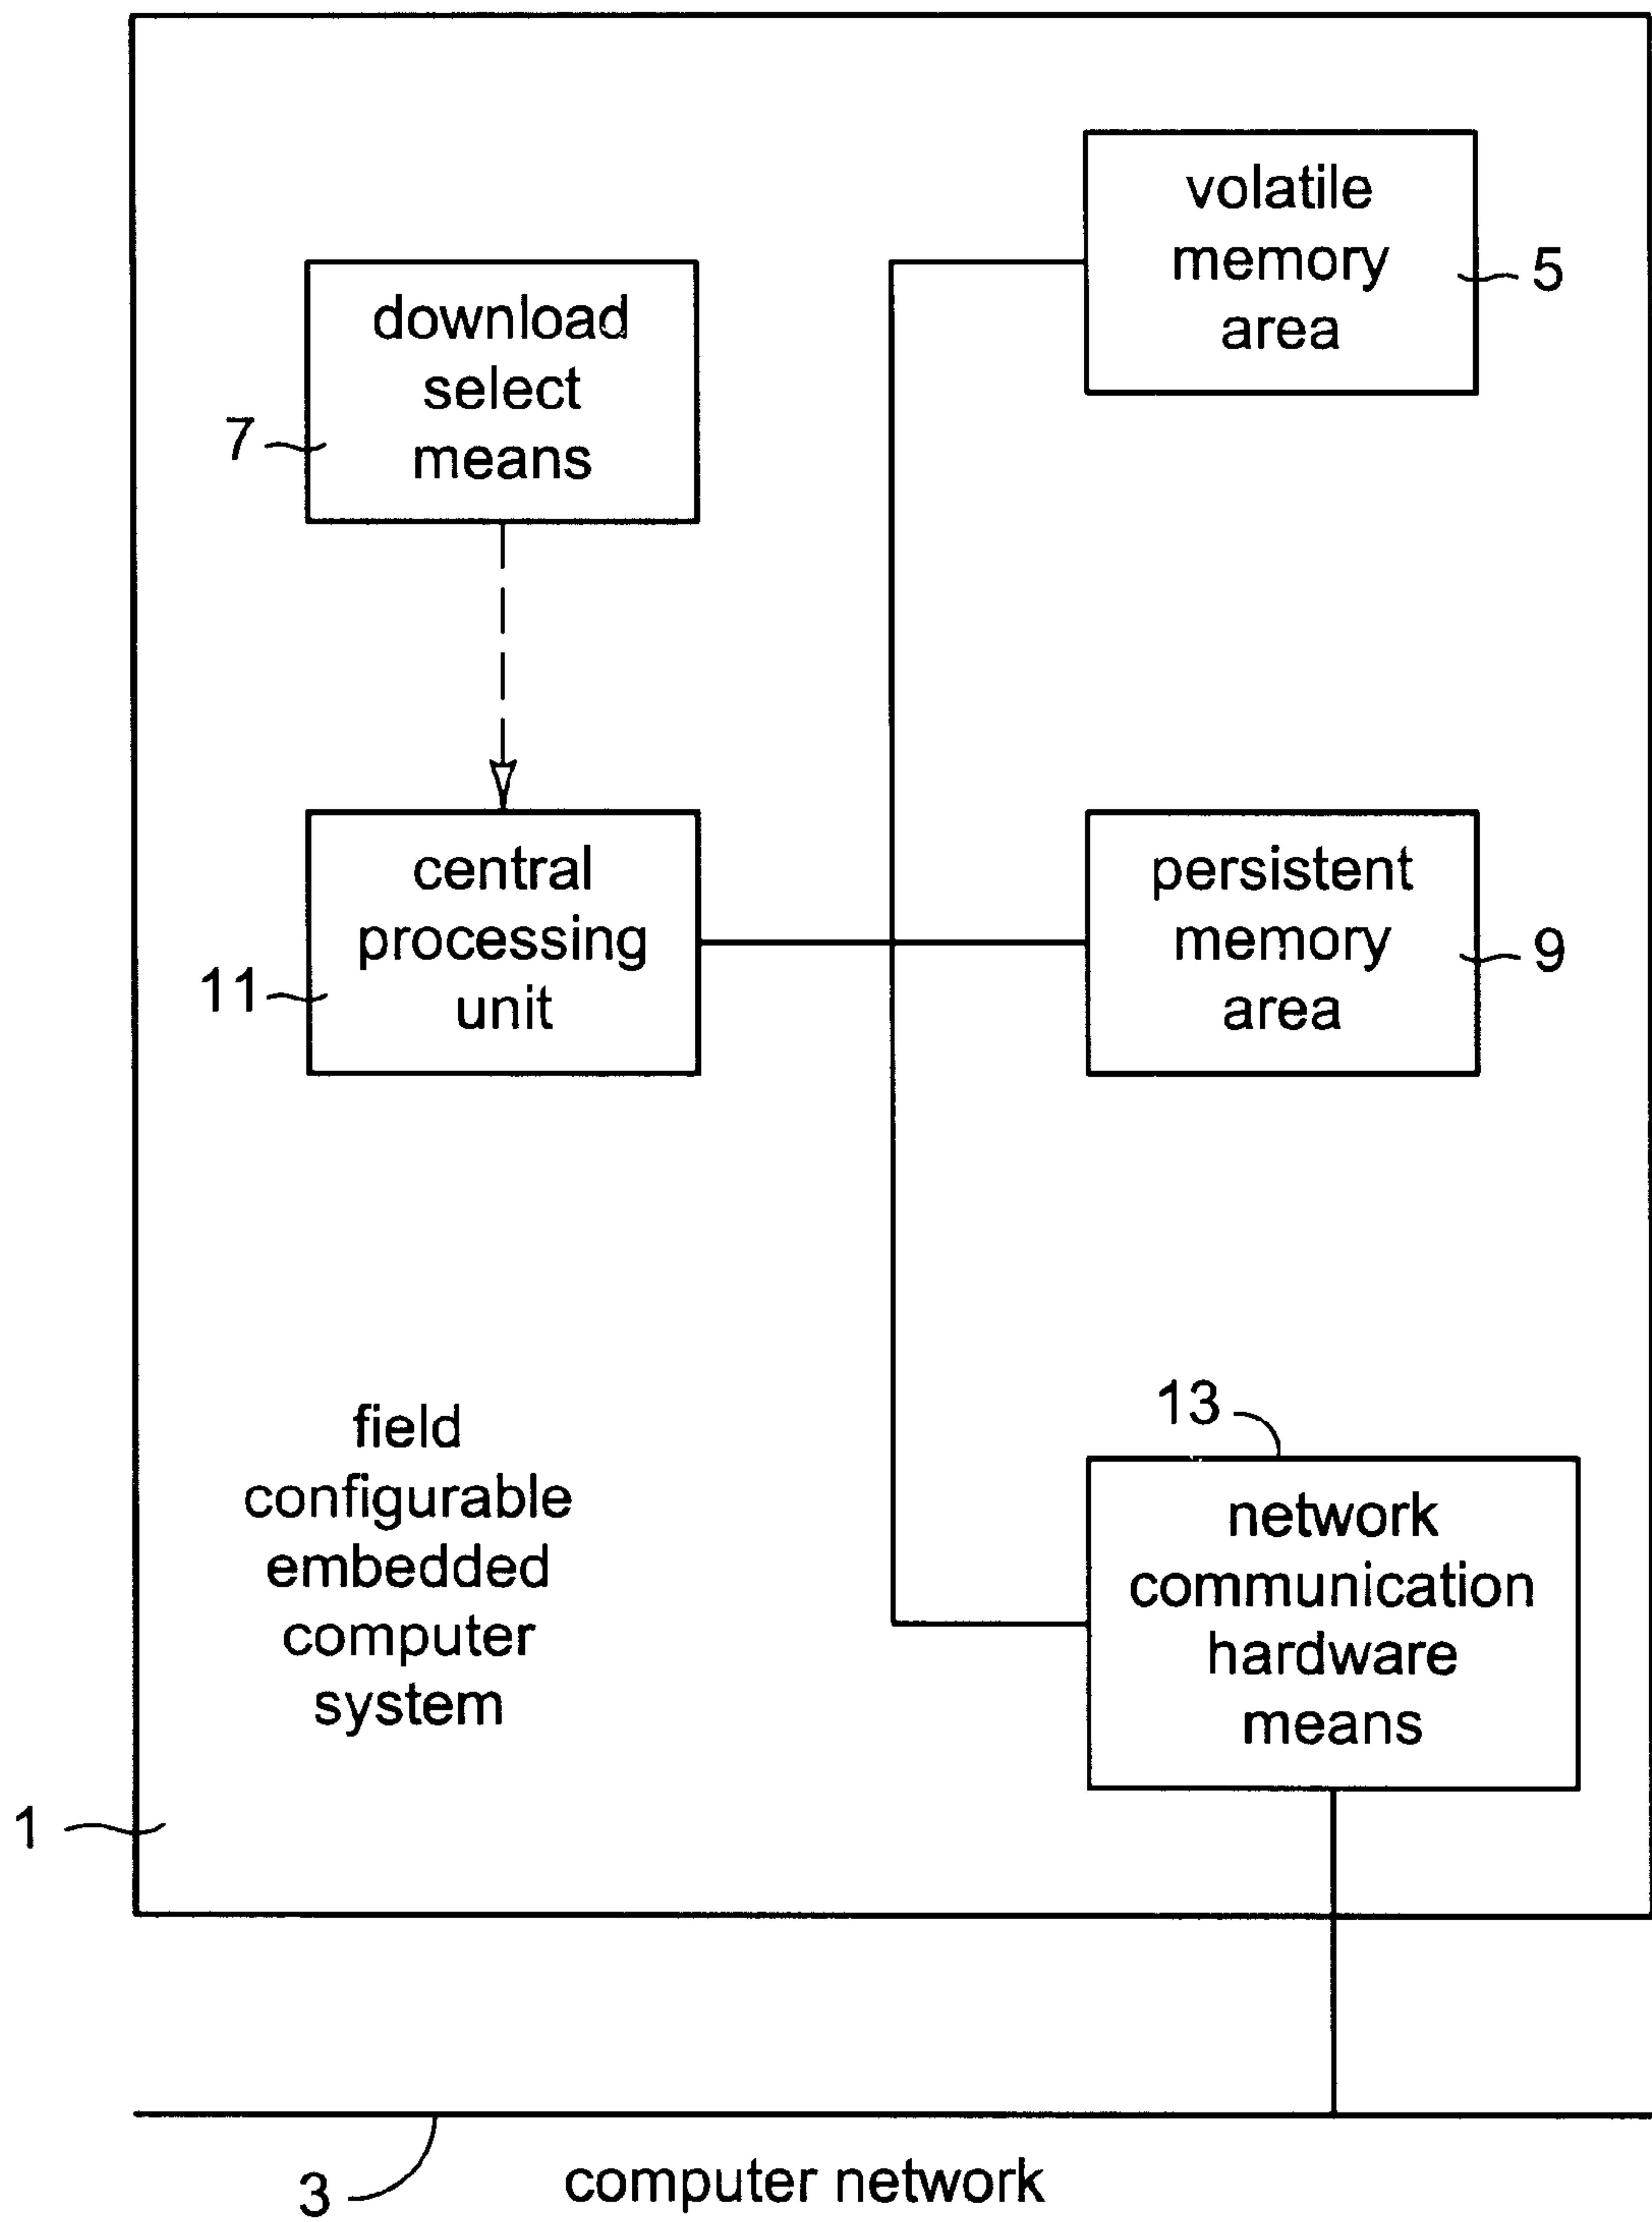 volatile
memory
area
5
download
select
means
7
central
processing
unit
11
persistent
memory
area
9
13
network
communication
hardware
means
field
configurable
embedded
computer
system
1
3
computer network